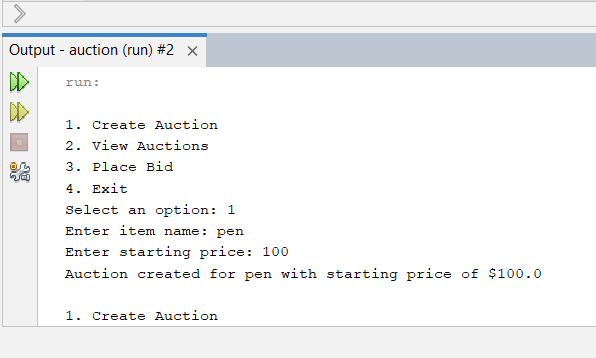 Output - auction (run) #2
run:
1. Create Auction
2. View Auctions
3. Place Bid
4. Exit
Select an option: 1
Enter item name: pen
Enter starting price: 100
Auction created for pen with starting price of $100.0
1. Create Auction